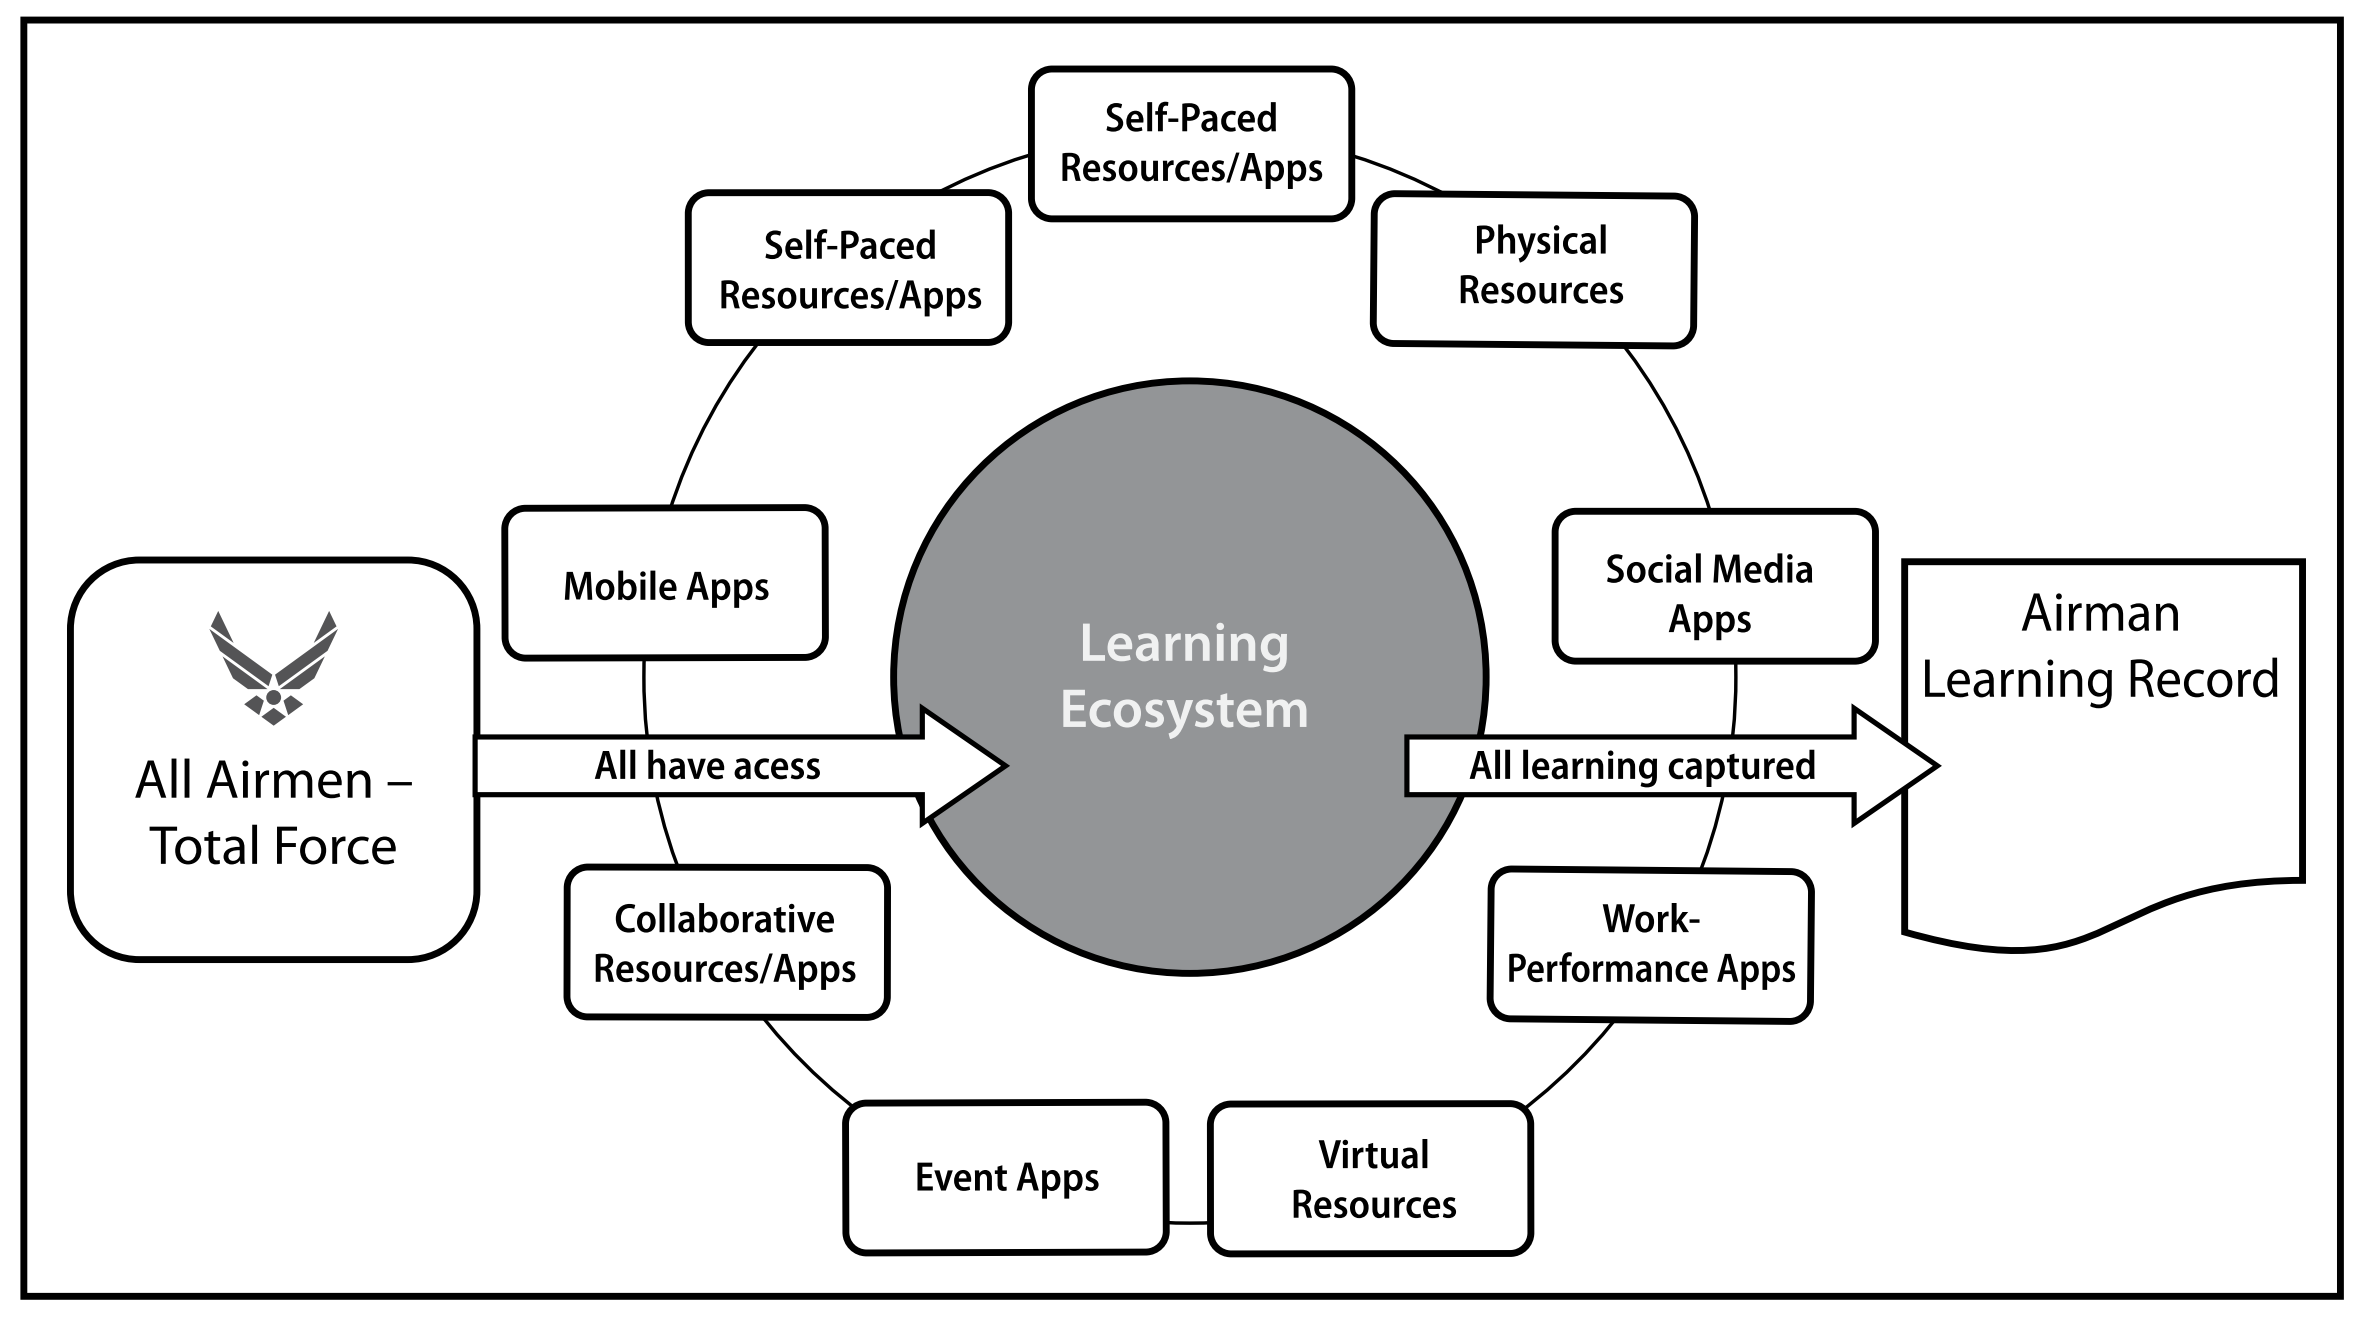 Self-Paced
Resources/Apps
Self-Paced
Resources/Apps
Physical
Resources
Mobile Apps
Social Media
Apps
Learning
Ecosystem
All Airmen –
Total Force
All have acess
All learning captured
Airman
Learning Record
Collaborative
Resources/Apps
Work-
Performance Apps
Event Apps
Virtual
Resources